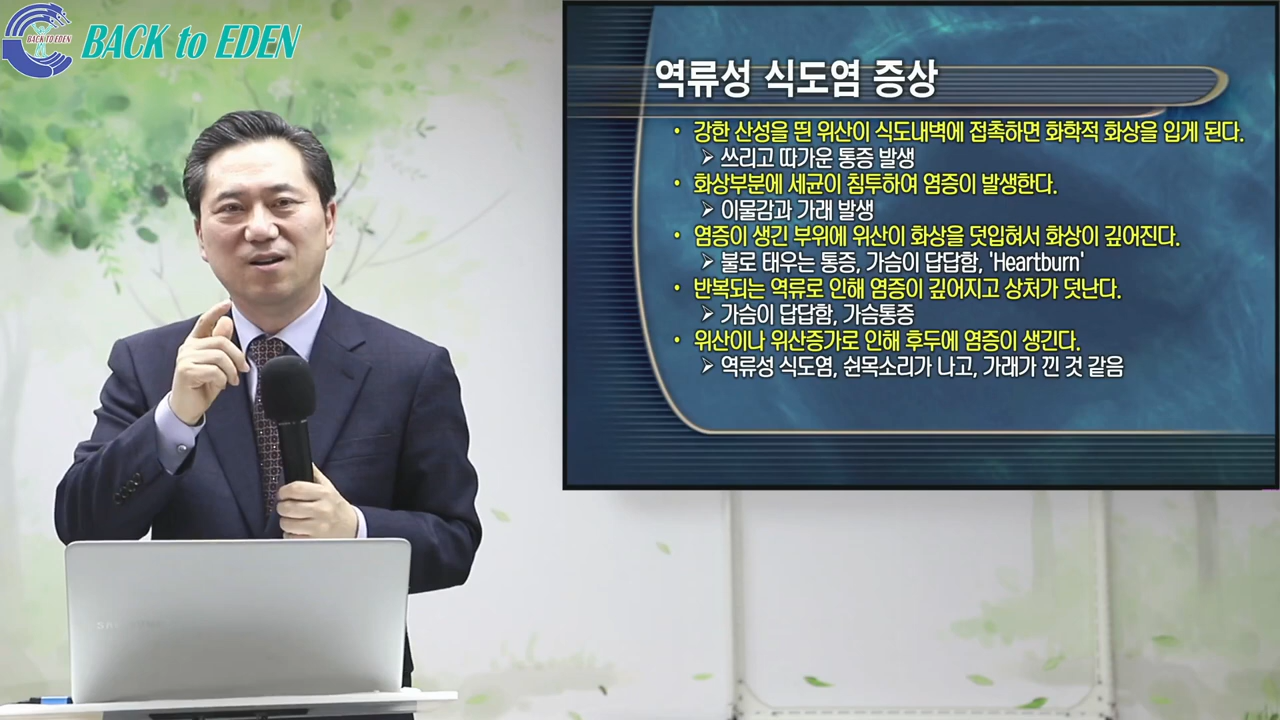 BACK TO EDEN
BACK to EDEN
역류성 식도염 증상
• 강한 산성을 띈 위산이 식도내벽에 접촉하면 화학적 화상을 입게 된다.
➢ 쓰리고 따가운 통증 발생
• 화상부분에 세균이 침투하여 염증이 발생한다.
➢ 이물감과 가래 발생
• 염증이 생긴 부위에 위산이 화상을 덧입혀서 화상이 깊어진다.
➢ 불로 태우는 통증, 가슴이 답답함, 'Heartburn'
• 반복되는 역류로 인해 염증이 깊어지고 상처가 덧난다.
➢ 가슴이 답답함, 가슴통증
• 위산이나 위산증가로 인해 후두에 염증이 생긴다.
➢ 역류성 식도염, 쉰목소리가 나고, 가래가 낀 것 같음